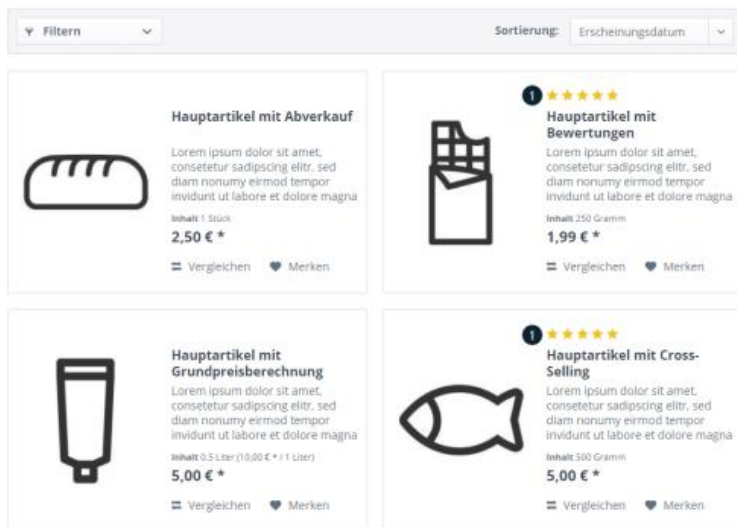 Filtern
Sortierung: Erscheinungsdatum
Hauptartikel mit Abverkauf
Lorem ipsum dolor sit amet,
consetetur sadipscing elitr, sed
diam nonumy eirmod tempor
invidunt ut labore et dolore magna
Inhalt 1 Stück
2,50 € *
Vergleichen Merken
1
Hauptartikel mit
Bewertungen
Lorem ipsum dolor sit amet,
consetetur sadipscing elitr, sed
diam nonumy eirmod tempor
invidunt ut labore et dolore magna
Inhalt 250 Gramm
1,99 € *
Vergleichen Merken
Hauptartikel mit
Grundpreisberechnung
Lorem ipsum dolor sit amet,
consetetur sadipscing elitr, sed
diam nonumy eirmod tempor
invidunt ut labore et dolore magna
Inhalt 0.5 Liter (10,00 € * / 1 Liter)
5,00 € *
Vergleichen Merken
1
Hauptartikel mit Cross-
Selling
Lorem ipsum dolor sit amet,
consetetur sadipscing elitr, sed
diam nonumy eirmod tempor
invidunt ut labore et dolore magna
Inhalt 500 Gramm
5,00 € *
Vergleichen Merken